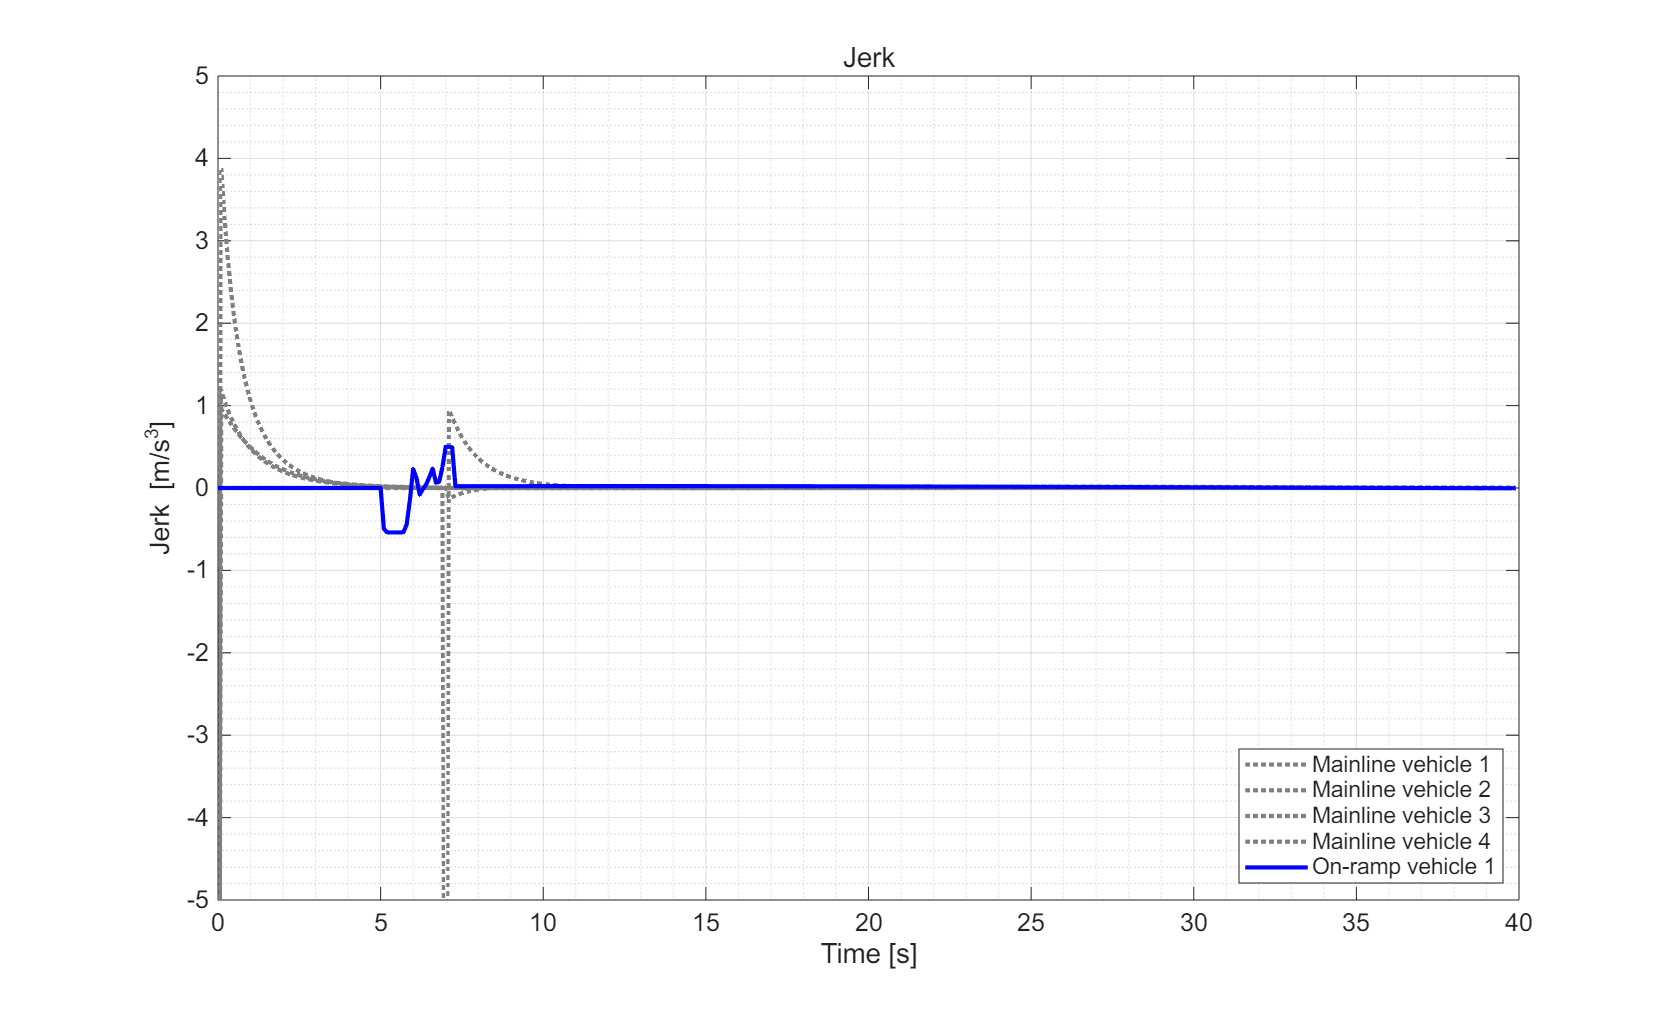 Jerk
5
4
3
2
1
0
-1
-2
-3
-4
-5
Jerk [m/s³]
0 5 10 15 20 25 30 35 40
Time [s]
Mainline vehicle 1
Mainline vehicle 2
Mainline vehicle 3
Mainline vehicle 4
On-ramp vehicle 1